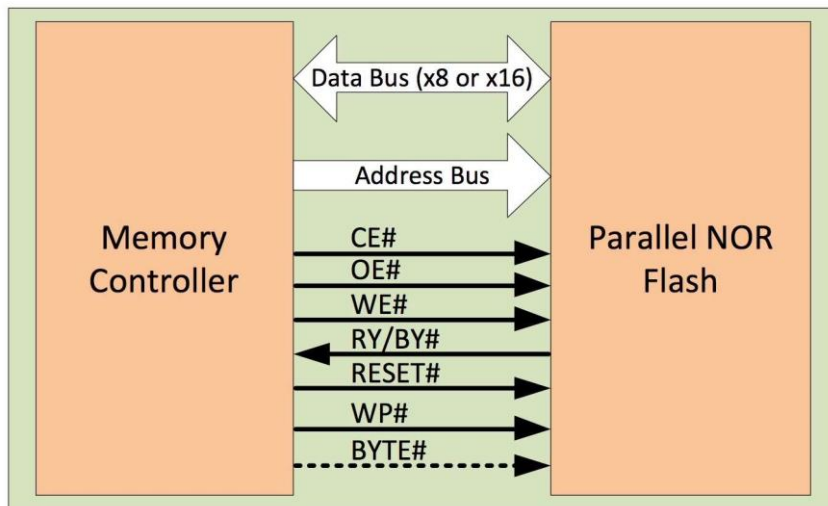 Data Bus (x8 or x16)
Address Bus
Memory
Controller
Parallel NOR
Flash
CE#
OE#
WE#
RY/BY#
RESET#
WP#
BYTE#